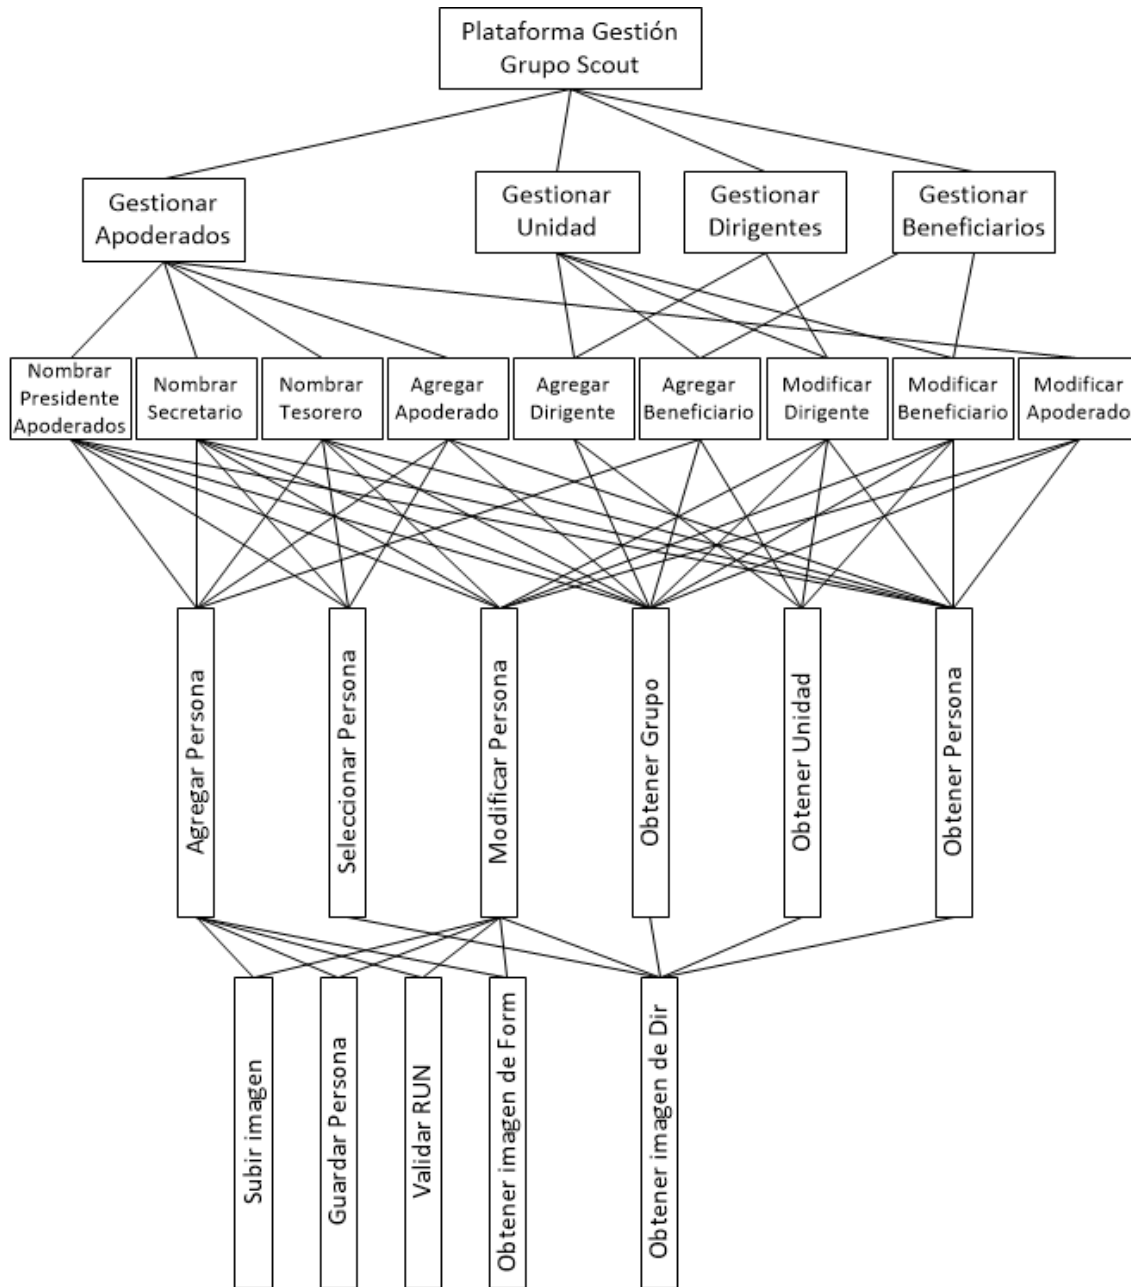 Plataforma Gestión
Grupo Scout
Gestionar
Apoderados
Gestionar
Unidad
Gestionar
Dirigentes
Gestionar
Beneficiarios
Nombrar
Presidente
Apoderados
Nombrar
Secretario
Nombrar
Tesorero
Agregar
Apoderado
Agregar
Dirigente
Agregar
Beneficiario
Modificar
Dirigente
Modificar
Beneficiario
Modificar
Apoderado
Agregar Persona
Seleccionar Persona
Modificar Persona
Obtener Grupo
Obtener Unidad
Obtener Persona
Subir imagen
Guardar Persona
Validar RUN
Obtener imagen de Form
Obtener imagen de Dir